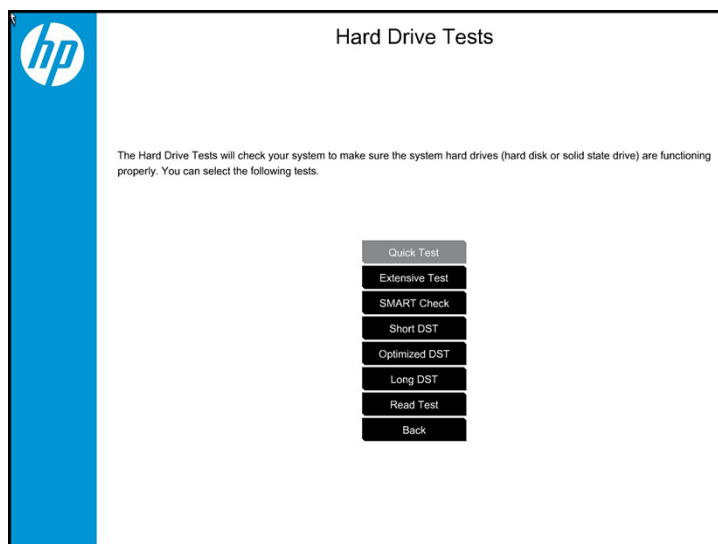 hp
Hard Drive Tests
The Hard Drive Tests will check your system to make sure the system hard drives (hard disk or solid state drive) are functioning
properly. You can select the following tests.
Quick Test
Extensive Test
SMART Check
Short DST
Optimized DST
Long DST
Read Test
Back